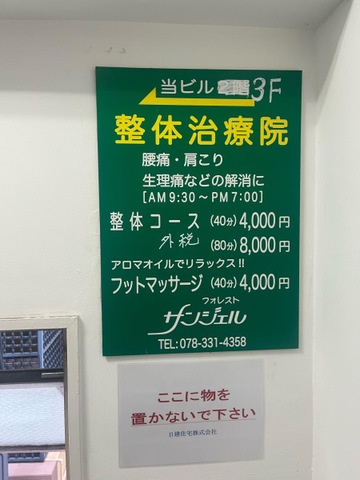 当ビル 3F
整体治療院
腰痛・肩こり
生理痛などの解消に
[AM9:30～PM7:00]
整体コース (40分) 4,000円
外税 (80分) 8,000円
アロマオイルでリラックス!!
フットマッサージ (40分) 4,000円
フォレスト
サンジェル
TEL:078-331-4358
ここに物を
置かないで下さい
日建住宅株式会社